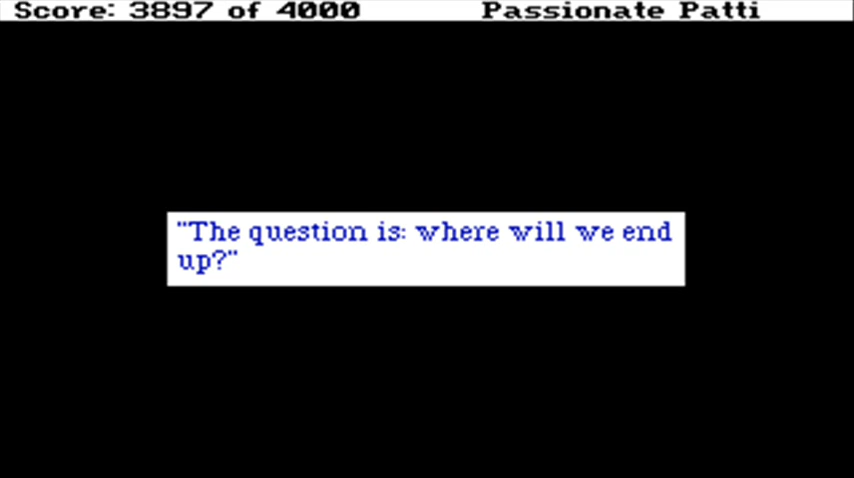 Score: 3897 of 4000 Passionate Patti
"The question is: where will we end
up?"